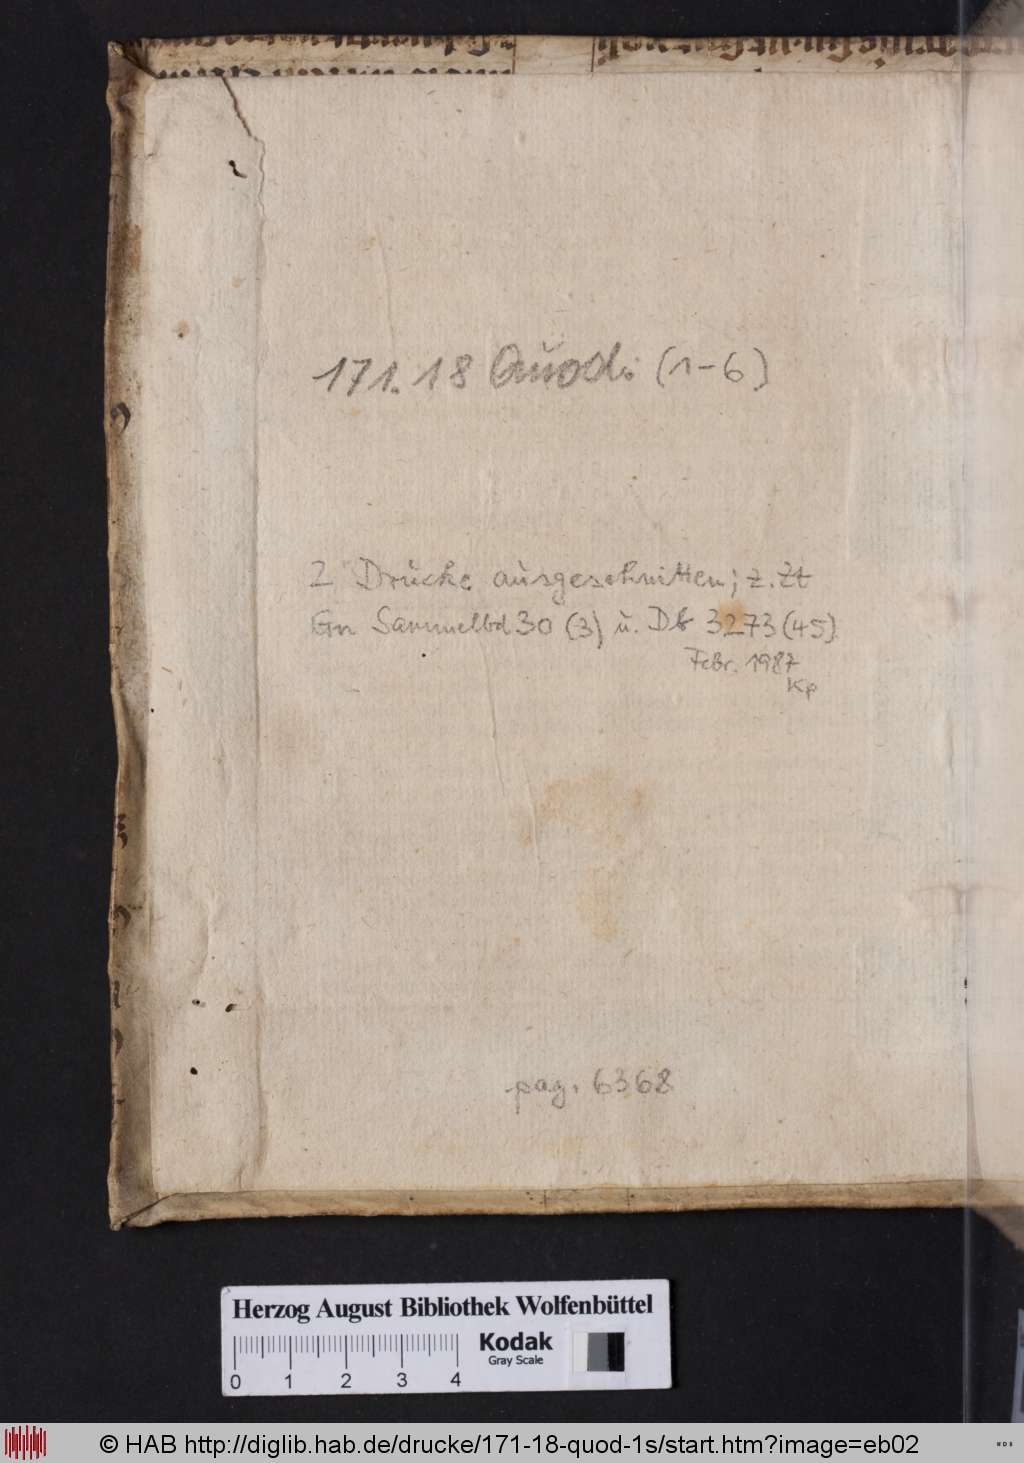 171.18 Quod. (1-6)
2 Drucke ausgeschnitten; z.Zt
Gn Sammelbd 30 (3) u. Db 3273 (45)
Febr. 1987
Kp
pag. 6368
Herzog August Bibliothek Wolfenbüttel
Kodak
Gray Scale
0 1 2 3 4
© HAB http://diglib.hab.de/drucke/171-18-quod-1s/start.htm?image=eb02